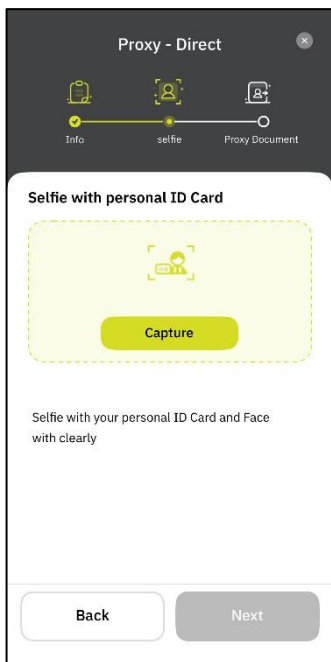 Proxy - Direct
Info
selfie
Proxy Document
Selfie with personal ID Card
Capture
Selfie with your personal ID Card and Face
with clearly
Back
Next